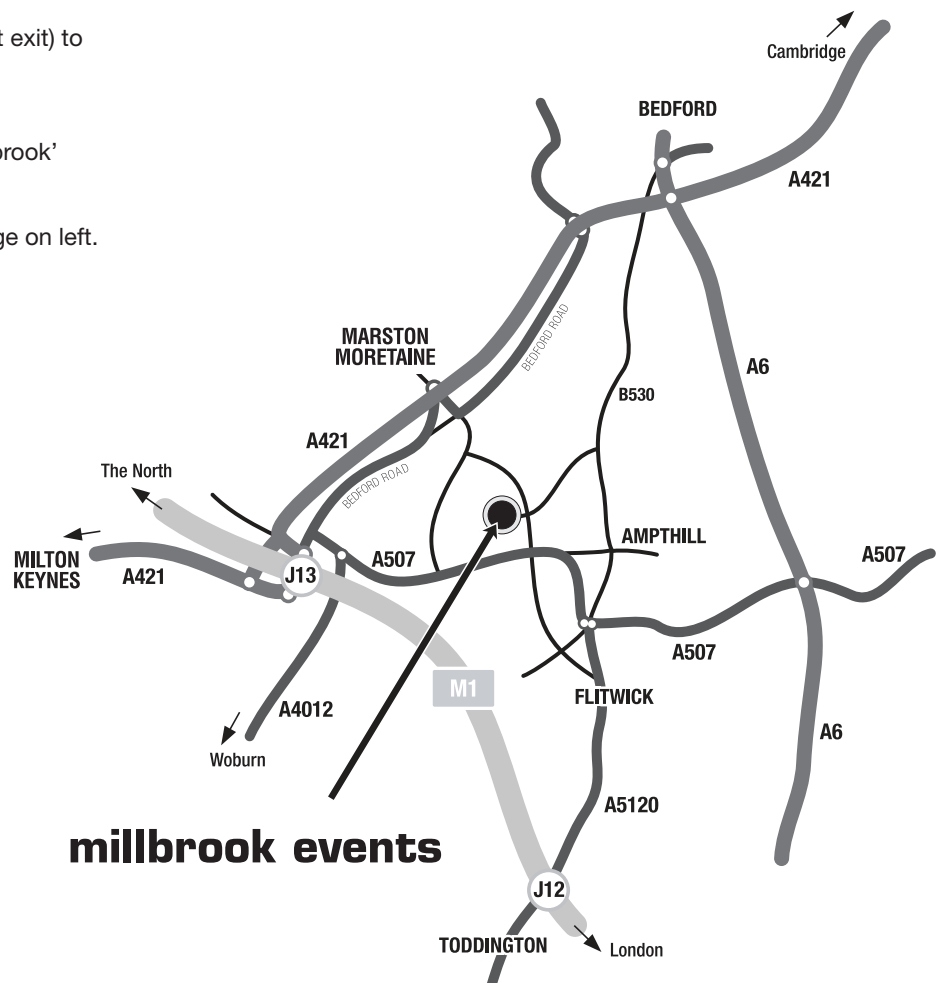 t exit) to
rook’
ge on left.
Cambridge
BEDFORD
A421
MARSTON
MORETAINE
BEDFORD ROAD
A6
B530
A421
BEDFORD ROAD
The North
AMPTHILL
MILTON
KEYNES
A421
J13
A507
A507
A507
M1
FLITWICK
A4012
Woburn
A6
A5120
millbrook events
J12
TODDINGTON
London